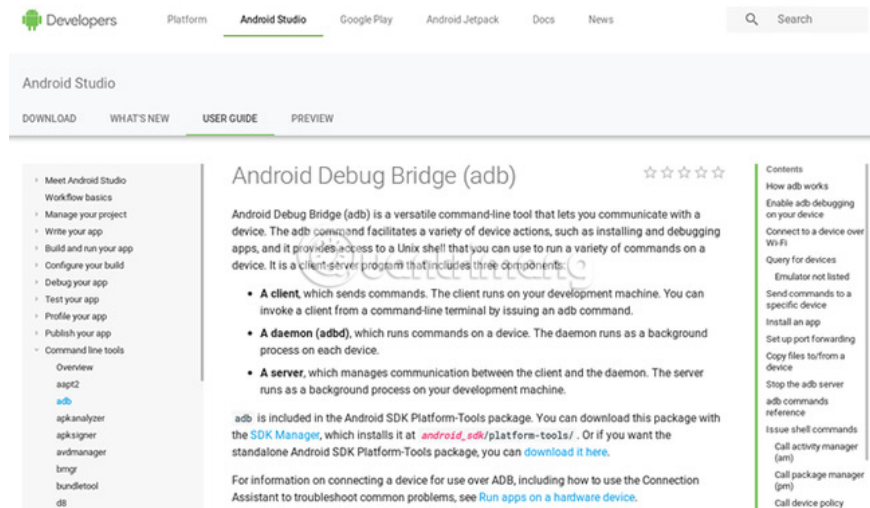 Developers Platform Android Studio Google Play Android Jetpack Docs News Search
Android Studio
DOWNLOAD WHAT'S NEW USER GUIDE PREVIEW
Meet Android Studio
Workflow basics
Manage your project
Write your app
Build and run your app
Configure your build
Debug your app
Test your app
Profile your app
Publish your app
Command line tools
Overview
aapt2
adb
apkanalyzer
apksigner
avdmanager
bmgr
bundletool
d8
Android Debug Bridge (adb)
Android Debug Bridge (adb) is a versatile command-line tool that lets you communicate with a
device. The adb command facilitates a variety of device actions, such as installing and debugging
apps, and it provides access to a Unix shell that you can use to run a variety of commands on a
device. It is a client-server program that includes three components:
• A client, which sends commands. The client runs on your development machine. You can
invoke a client from a command-line terminal by issuing an adb command.
• A daemon (adbd), which runs commands on a device. The daemon runs as a background
process on each device.
• A server, which manages communication between the client and the daemon. The server
runs as a background process on your development machine.
adb is included in the Android SDK Platform-Tools package. You can download this package with
the SDK Manager, which installs it at android_sdk/platform-tools/. Or if you want the
standalone Android SDK Platform-Tools package, you can download it here.
For information on connecting a device for use over ADB, including how to use the Connection
Assistant to troubleshoot common problems, see Run apps on a hardware device.
Quantrimang
Contents
How adb works
Enable adb debugging
on your device
Connect to a device over
Wi-Fi
Query for devices
Emulator not listed
Send commands to a
specific device
Install an app
Set up port forwarding
Copy files to/from a
device
Stop the adb server
adb commands
reference
Issue shell commands
Call activity manager
(am)
Call package manager
(pm)
Call device policy